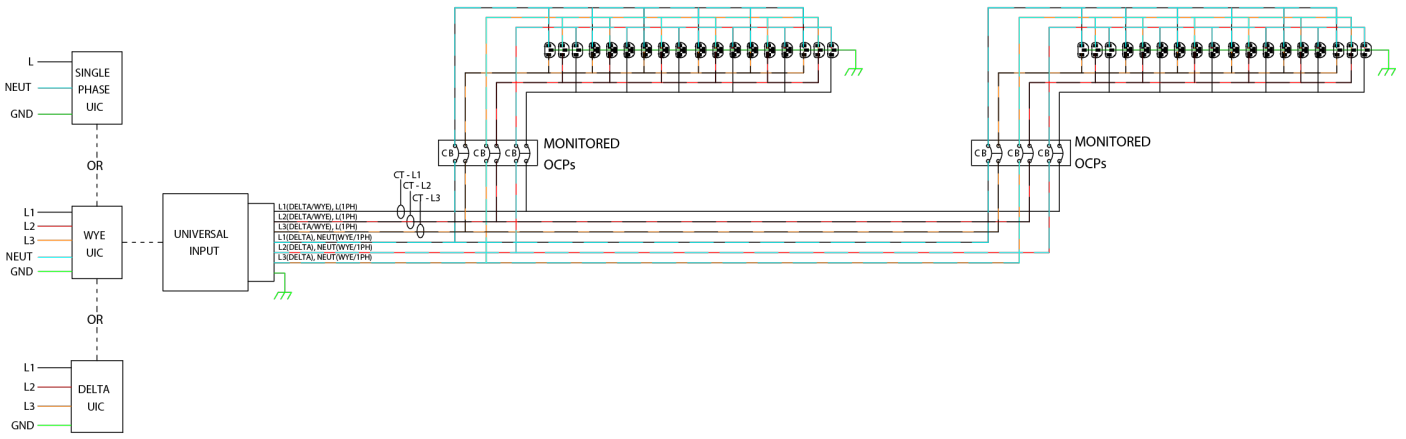 L
NEUT
GND
SINGLE
PHASE
UIC
OR
L1
L2
L3
NEUT
GND
WYE
UIC
OR
L1
L2
L3
GND
DELTA
UIC
UNIVERSAL
INPUT
CT - L1
CT - L2
CT - L3
L1(DELTA/WYE), L(1PH)
L2(DELTA/WYE), L(1PH)
L3(DELTA/WYE), L(1PH)
L1(DELTA), NEUT(WYE/1PH)
L2(DELTA), NEUT(WYE/1PH)
L3(DELTA), NEUT(WYE/1PH)
CB CB CB
MONITORED
OCPs
CB CB CB
MONITORED
OCPs